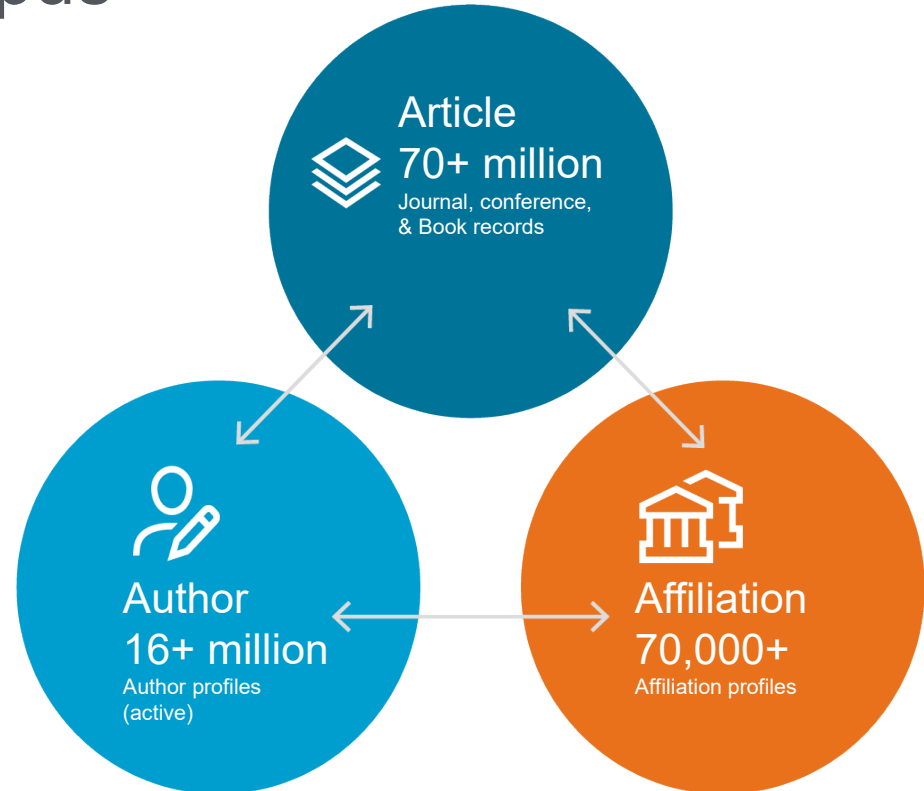 Article
70+ million
Journal, conference,
& Book records
Author
16+ million
Author profiles
(active)
Affiliation
70,000+
Affiliation profiles